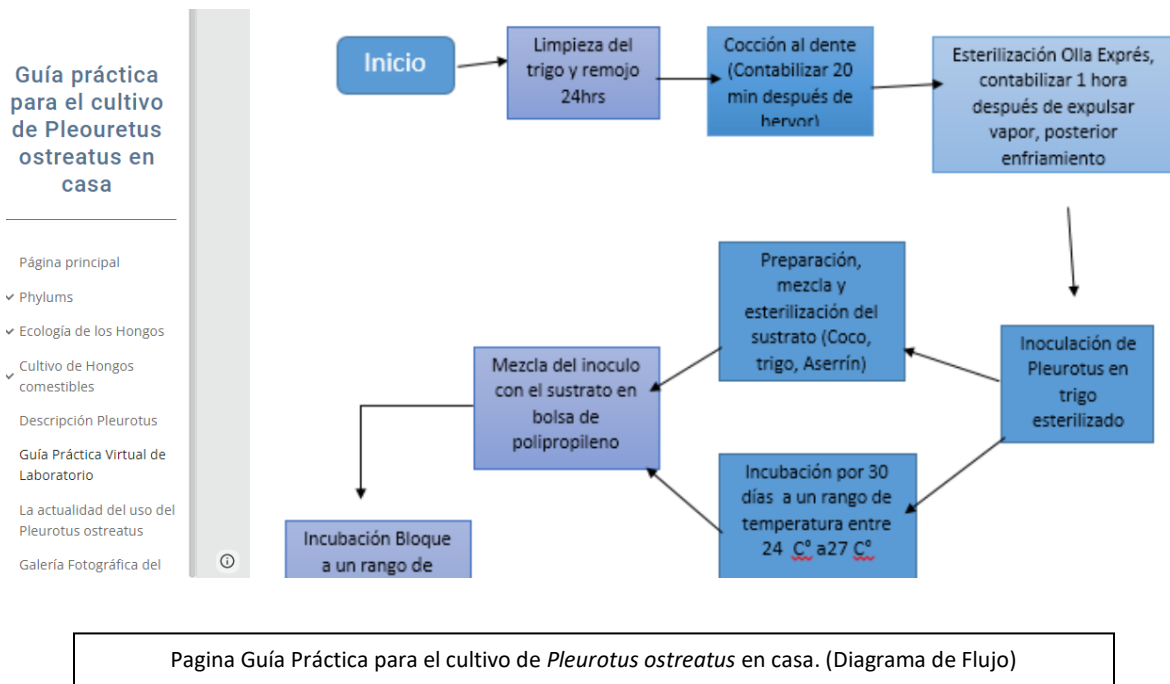 Guía práctica
para el cultivo
de Pleouretus
ostreatus en
casa
Página principal
Phylums
Ecología de los Hongos
Cultivo de Hongos
comestibles
Descripción Pleurotus
Guía Práctica Virtual de
Laboratorio
La actualidad del uso del
Pleurotus ostreatus
Galería Fotográfica del
Inicio
Limpieza del
trigo y remojo
24hrs
Cocción al dente
(Contabilizar 20
min después de
hervor)
Esterilización Olla Exprés,
contabilizar 1 hora
después de expulsar
vapor, posterior
enfriamiento
Inoculación de
Pleurotus en
trigo
esterilizado
Preparación,
mezcla y
esterilización del
sustrato (Coco,
trigo, Aserrín)
Incubación por 30
días a un rango de
temperatura entre
24 C° a27 C°
Mezcla del inoculo
con el sustrato en
bolsa de
polipropileno
Incubación Bloque
a un rango de
Pagina Guía Práctica para el cultivo de Pleurotus ostreatus en casa. (Diagrama de Flujo)